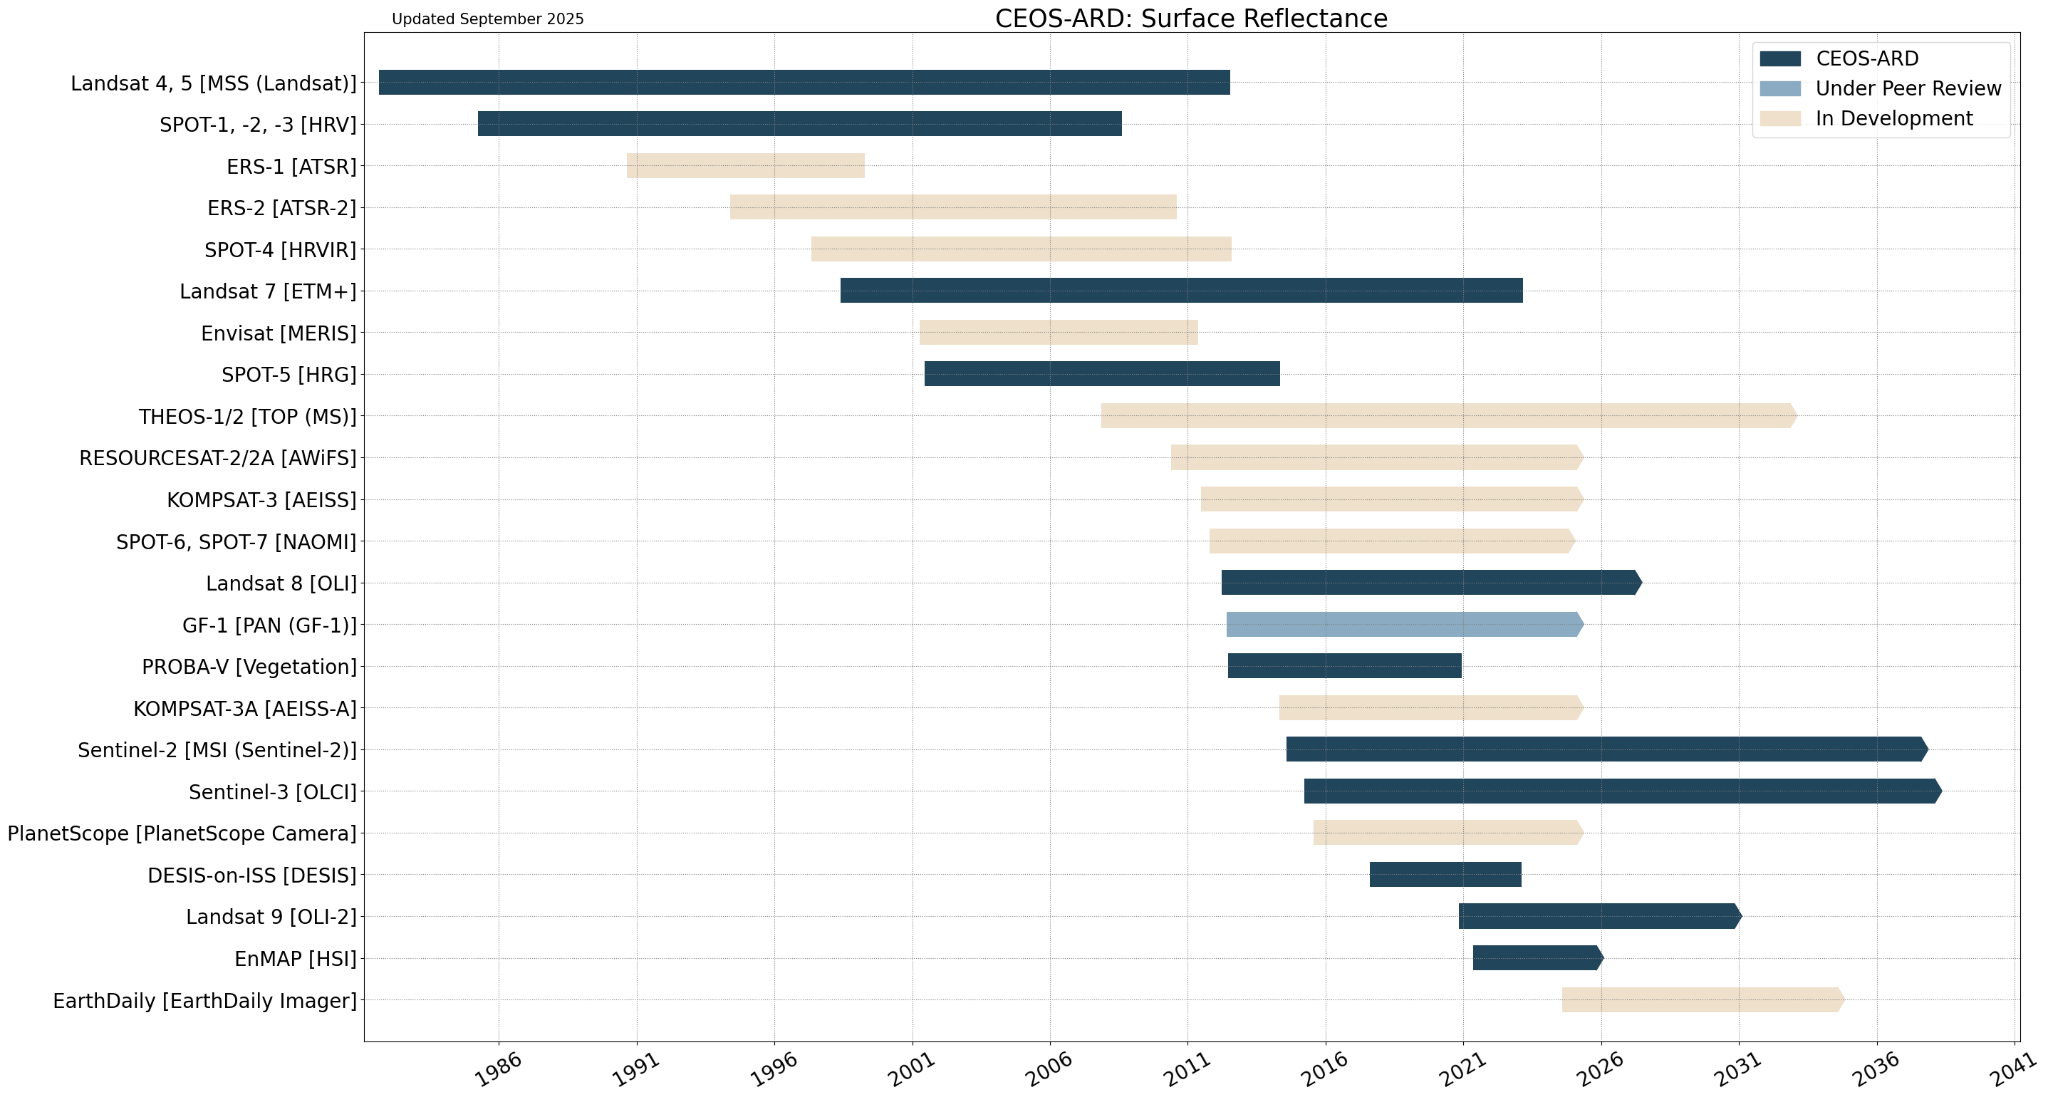 Updated September 2025
CEOS-ARD: Surface Reflectance
CEOS-ARD
Under Peer Review
In Development
Landsat 4, 5 [MSS (Landsat)]
SPOT-1, -2, -3 [HRV]
ERS-1 [ATSR]
ERS-2 [ATSR-2]
SPOT-4 [HRVIR]
Landsat 7 [ETM+]
Envisat [MERIS]
SPOT-5 [HRG]
THEOS-1/2 [TOP (MS)]
RESOURCESAT-2/2A [AWiFS]
KOMPSAT-3 [AEISS]
SPOT-6, SPOT-7 [NAOMI]
Landsat 8 [OLI]
GF-1 [PAN (GF-1)]
PROBA-V [Vegetation]
KOMPSAT-3A [AEISS-A]
Sentinel-2 [MSI (Sentinel-2)]
Sentinel-3 [OLCI]
PlanetScope [PlanetScope Camera]
DESIS-on-ISS [DESIS]
Landsat 9 [OLI-2]
EnMAP [HSI]
EarthDaily [EarthDaily Imager]
1986 1991 1996 2001 2006 2011 2016 2021 2026 2031 2036 2041